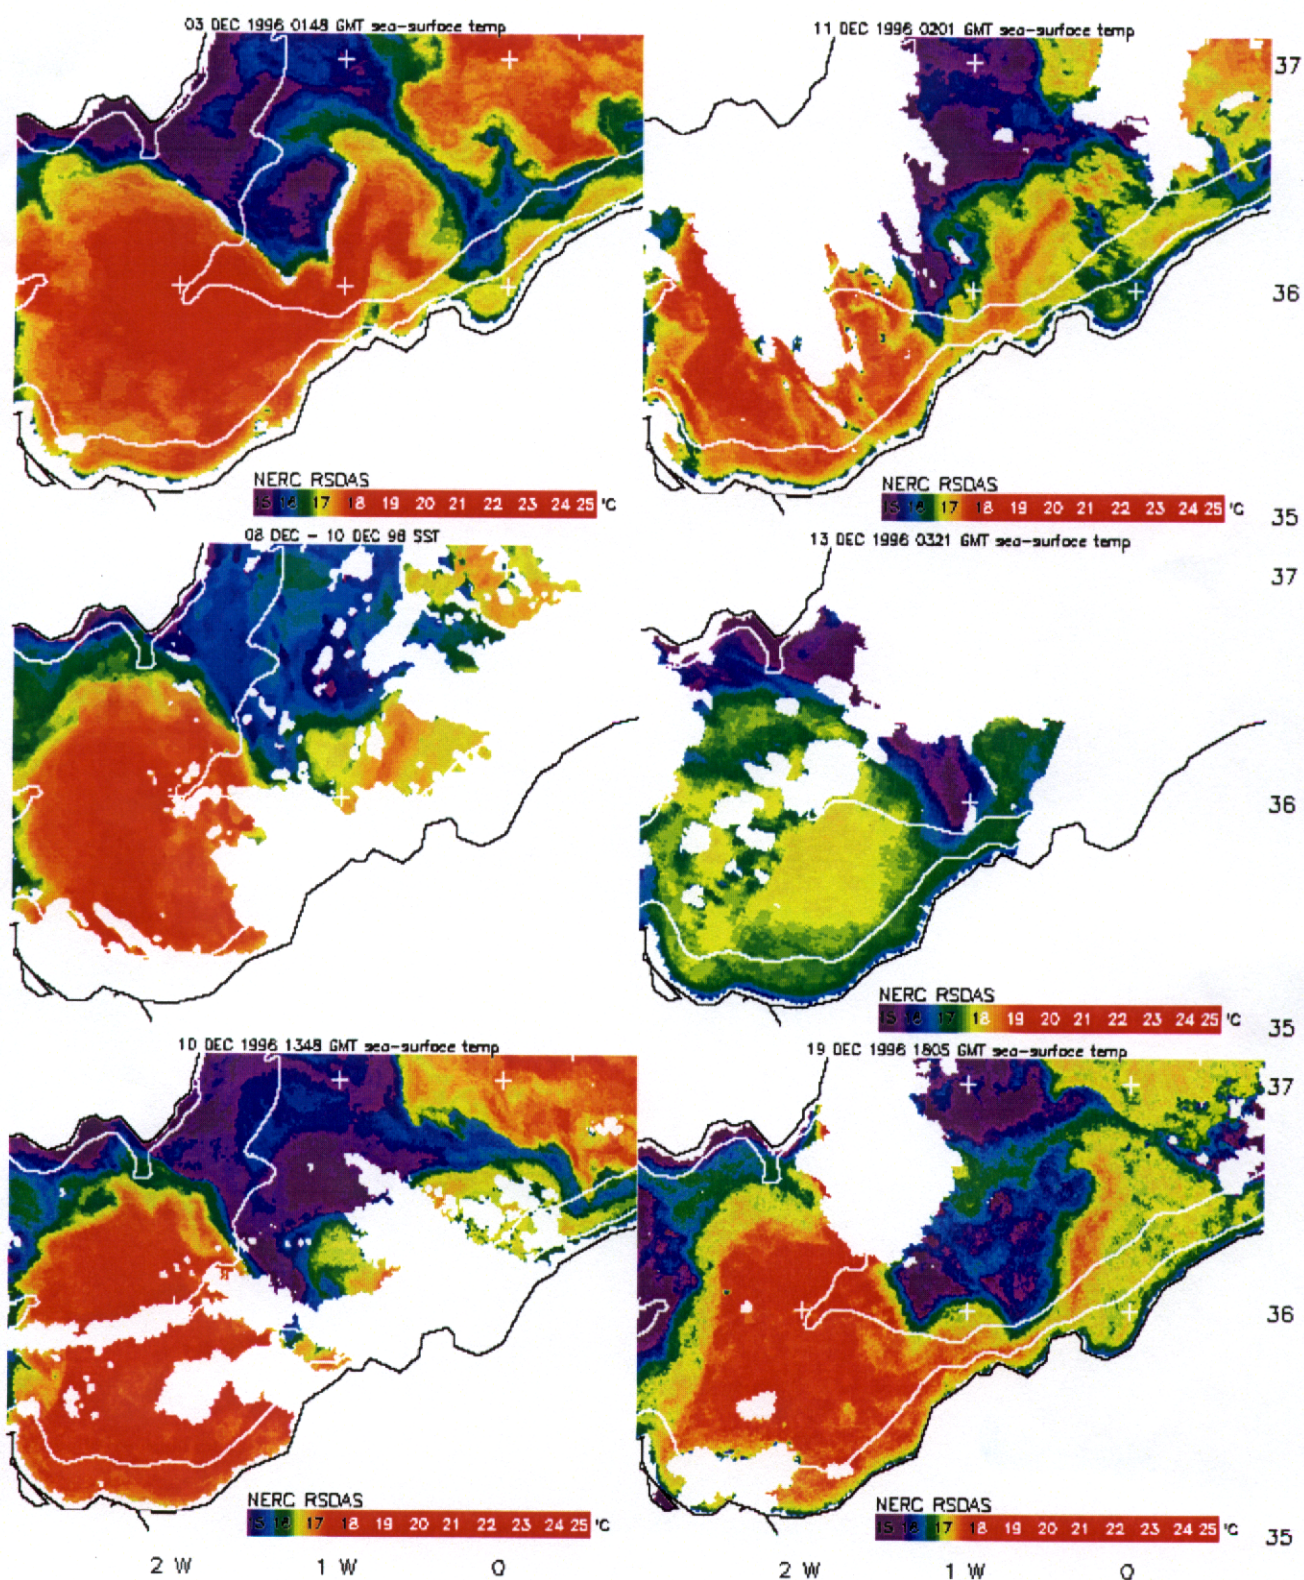 03 DEC 1996 0148 GMT sea-surface temp
11 DEC 1996 0201 GMT sea-surface temp
37
36
NERC RSDAS
15 16 17 18 19 20 21 22 23 24 25 °C
NERC RSDAS
15 16 17 18 19 20 21 22 23 24 25 °C
35
08 DEC - 10 DEC 96 SST
13 DEC 1996 0321 GMT sea-surface temp
37
36
NERC RSDAS
15 16 17 18 19 20 21 22 23 24 25 °C
35
10 DEC 1996 1348 GMT sea-surface temp
19 DEC 1996 1805 GMT sea-surface temp
37
36
NERC RSDAS
15 16 17 18 19 20 21 22 23 24 25 °C
NERC RSDAS
15 16 17 18 19 20 21 22 23 24 25 °C
35
2 W 1 W 0
2 W 1 W 0